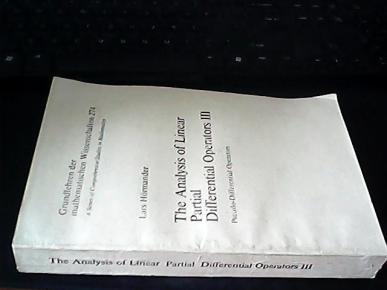 Grundlehren der
mathematischen Wissenschaften 274
A Series of Comprehensive Studies in Mathematics
Lars Hörmander
The Analysis of Linear
Partial
Differential Operators III
Pseudo-Differential Operators
The Analysis of Linear Partial Differential Operators III